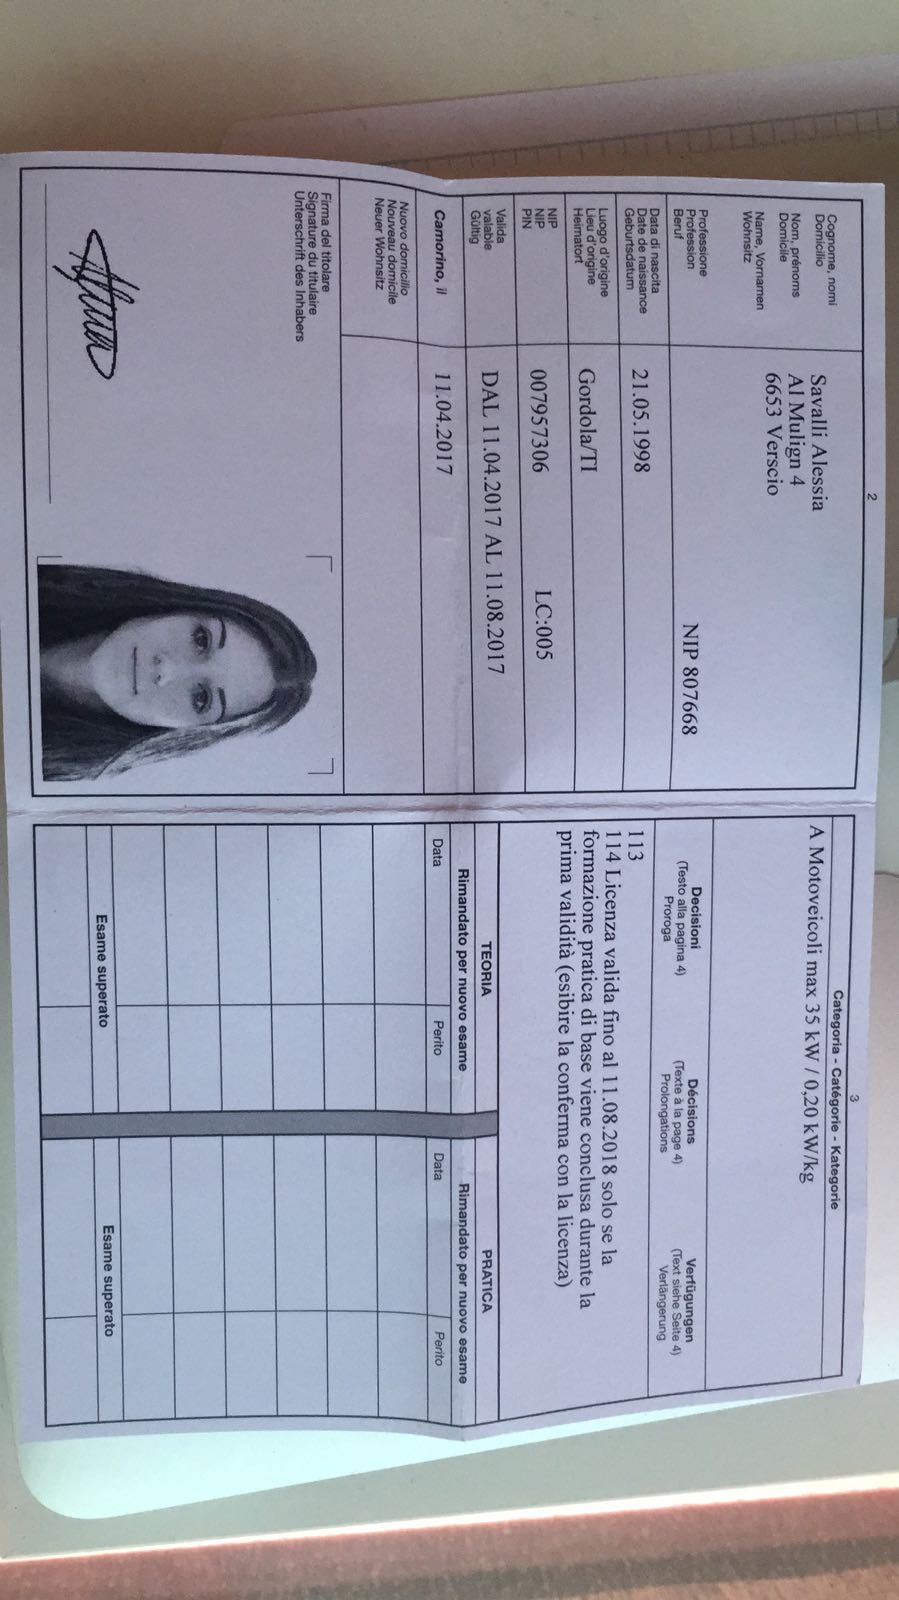 2
Cognome, nomi
Domicilio
Nom, prénoms
Domicile
Name, Vornamen
Wohnsitz
Savalli Alessia
Al Mulign 4
6653 Verscio
Professione
Profession
Beruf
NIP 807668
Data di nascita
Date de naissance
Geburtsdatum
21.05.1998
Luogo d'origine
Lieu d'origine
Heimatort
Gordola/TI
NIP
NIP
PIN
007957306 LC:005
Valida
valable
Gültig
DAL 11.04.2017 AL 11.08.2017
Camorino, il
11.04.2017
Nuovo domicilio
Nouveau domicile
Neuer Wohnsitz
Firma del titolare
Signature du titulaire
Unterschrift des Inhabers
3
Categoria - Catégorie - Kategorie
A Motoveicoli max 35 kW / 0,20 kW/kg
Decisioni Décisions Verfügungen
(Testo alla pagina 4) (Texte à la page 4) (Text siehe Seite 4)
Proroga Prolongations Verlängerung
113
114 Licenza valida fino al 11.08.2018 solo se la
formazione pratica di base viene conclusa durante la
prima validità (esibire la conferma con la licenza)
TEORIA PRATICA
Rimandato per nuovo esame Rimandato per nuovo esame
Data Perito Data Perito
Esame superato Esame superato